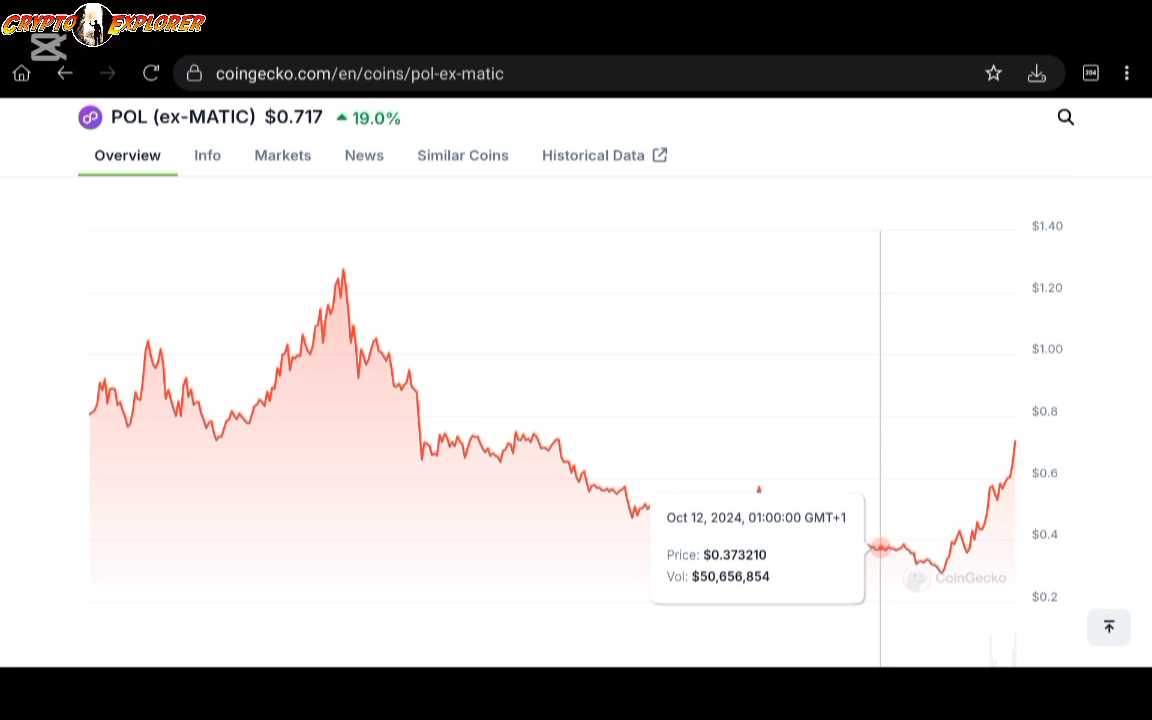 CRYPTO EXPLORER
coingecko.com/en/coins/pol-ex-matic
204
POL (ex-MATIC) $0.717 19.0%
Overview Info Markets News Similar Coins Historical Data
$1.40
$1.20
$1.00
$0.8
$0.6
Oct 12, 2024, 01:00:00 GMT+1
$0.4
Price: $0.373210
Vol: $50,656,854
CoinGecko
$0.2